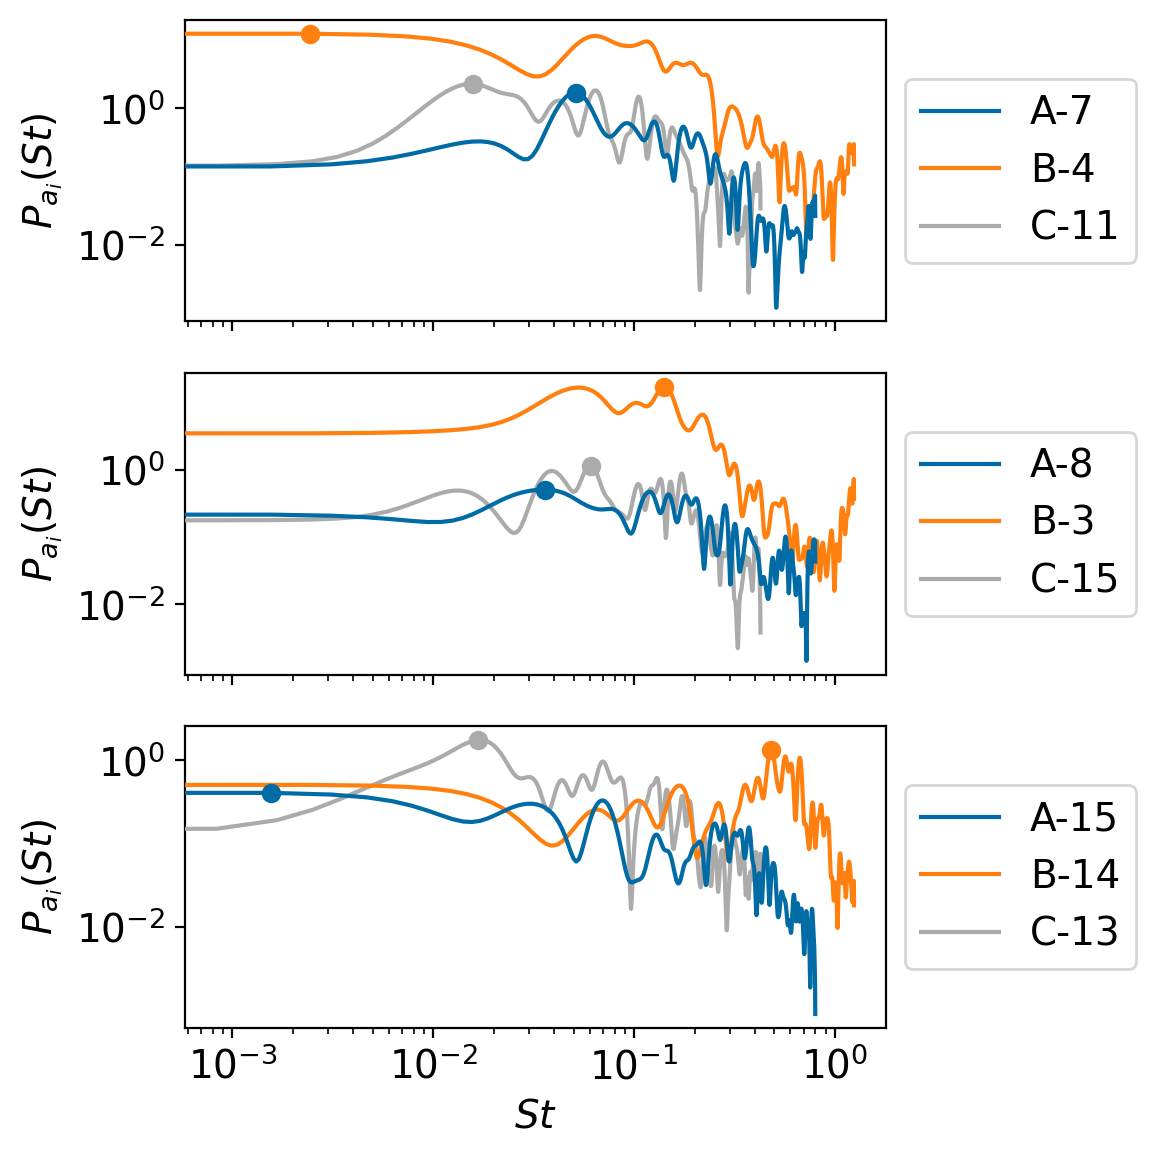 P_{a_i}(St)
10^0
10^{-2}
A-7
B-4
C-11
P_{a_i}(St)
10^0
10^{-2}
A-8
B-3
C-15
P_{a_i}(St)
10^0
10^{-2}
A-15
B-14
C-13
10^{-3} 10^{-2} 10^{-1} 10^0
St